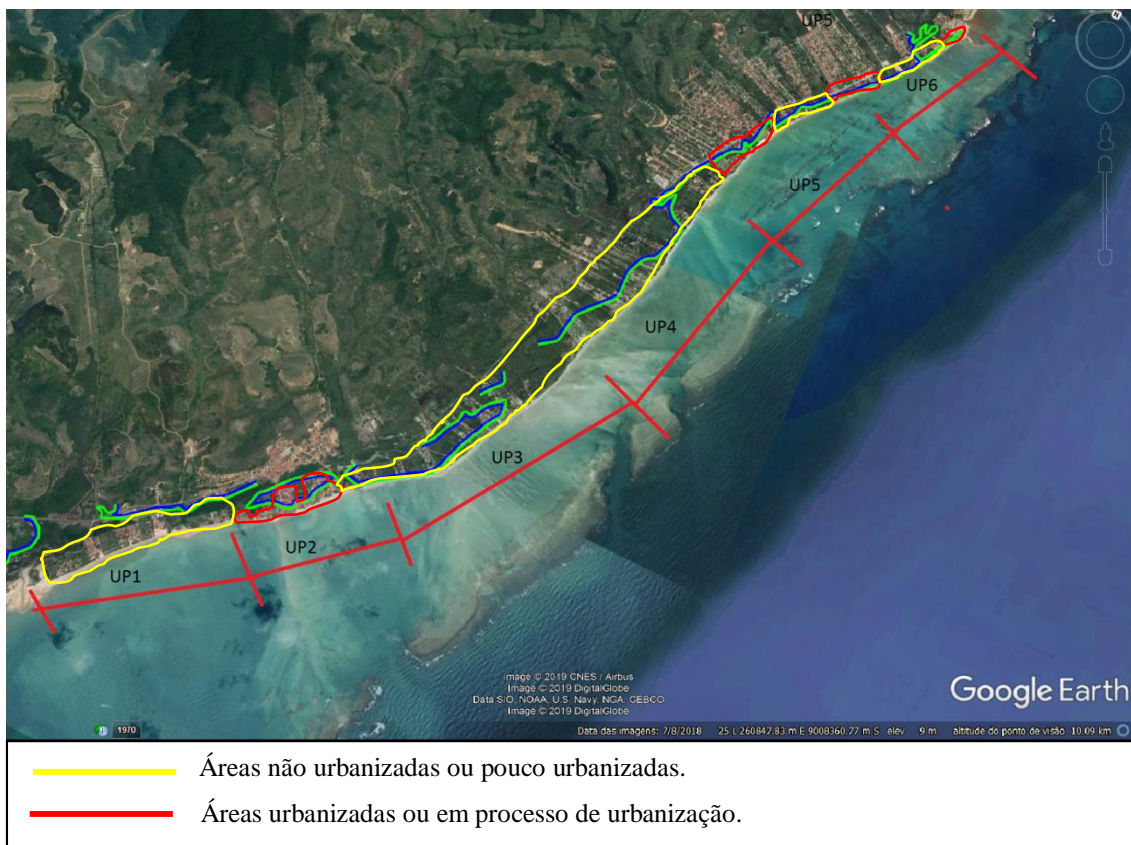 UP5
UP6
UP5
UP4
UP3
UP2
UP1
Image © 2019 CNES / Airbus
Image © 2019 DigitalGlobe
Data SIO, NOAA, U.S. Navy, NGA, GEBCO
Image © 2019 DigitalGlobe
Google Earth
1970
Data das imagens: 7/8/2018 25 L 260847.83 m E 9008360.77 m S elev 9 m altitude do ponto de visão 10.09 km
Áreas não urbanizadas ou pouco urbanizadas.
Áreas urbanizadas ou em processo de urbanização.